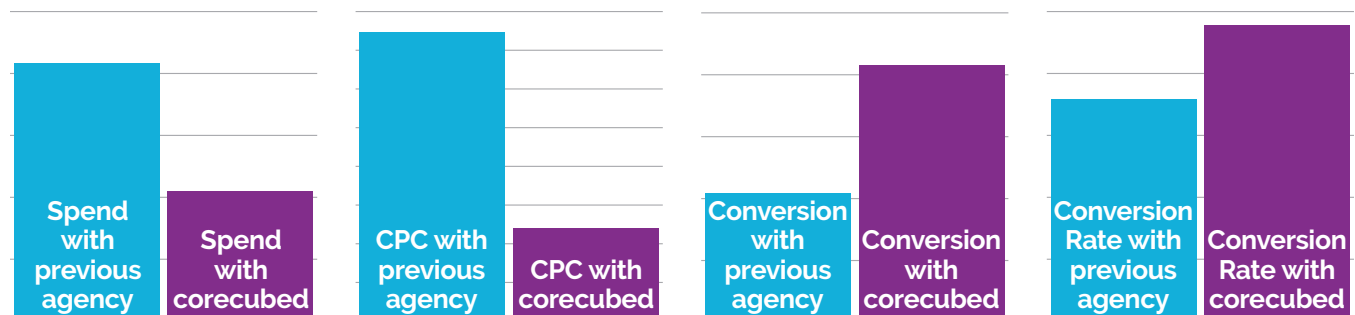 Spend
with
previous
agency
Spend
with
corecubed
CPC with
previous
agency
CPC with
corecubed
Conversion
with
previous
agency
Conversion
with
corecubed
Conversion
Rate with
previous
agency
Conversion
Rate with
corecubed